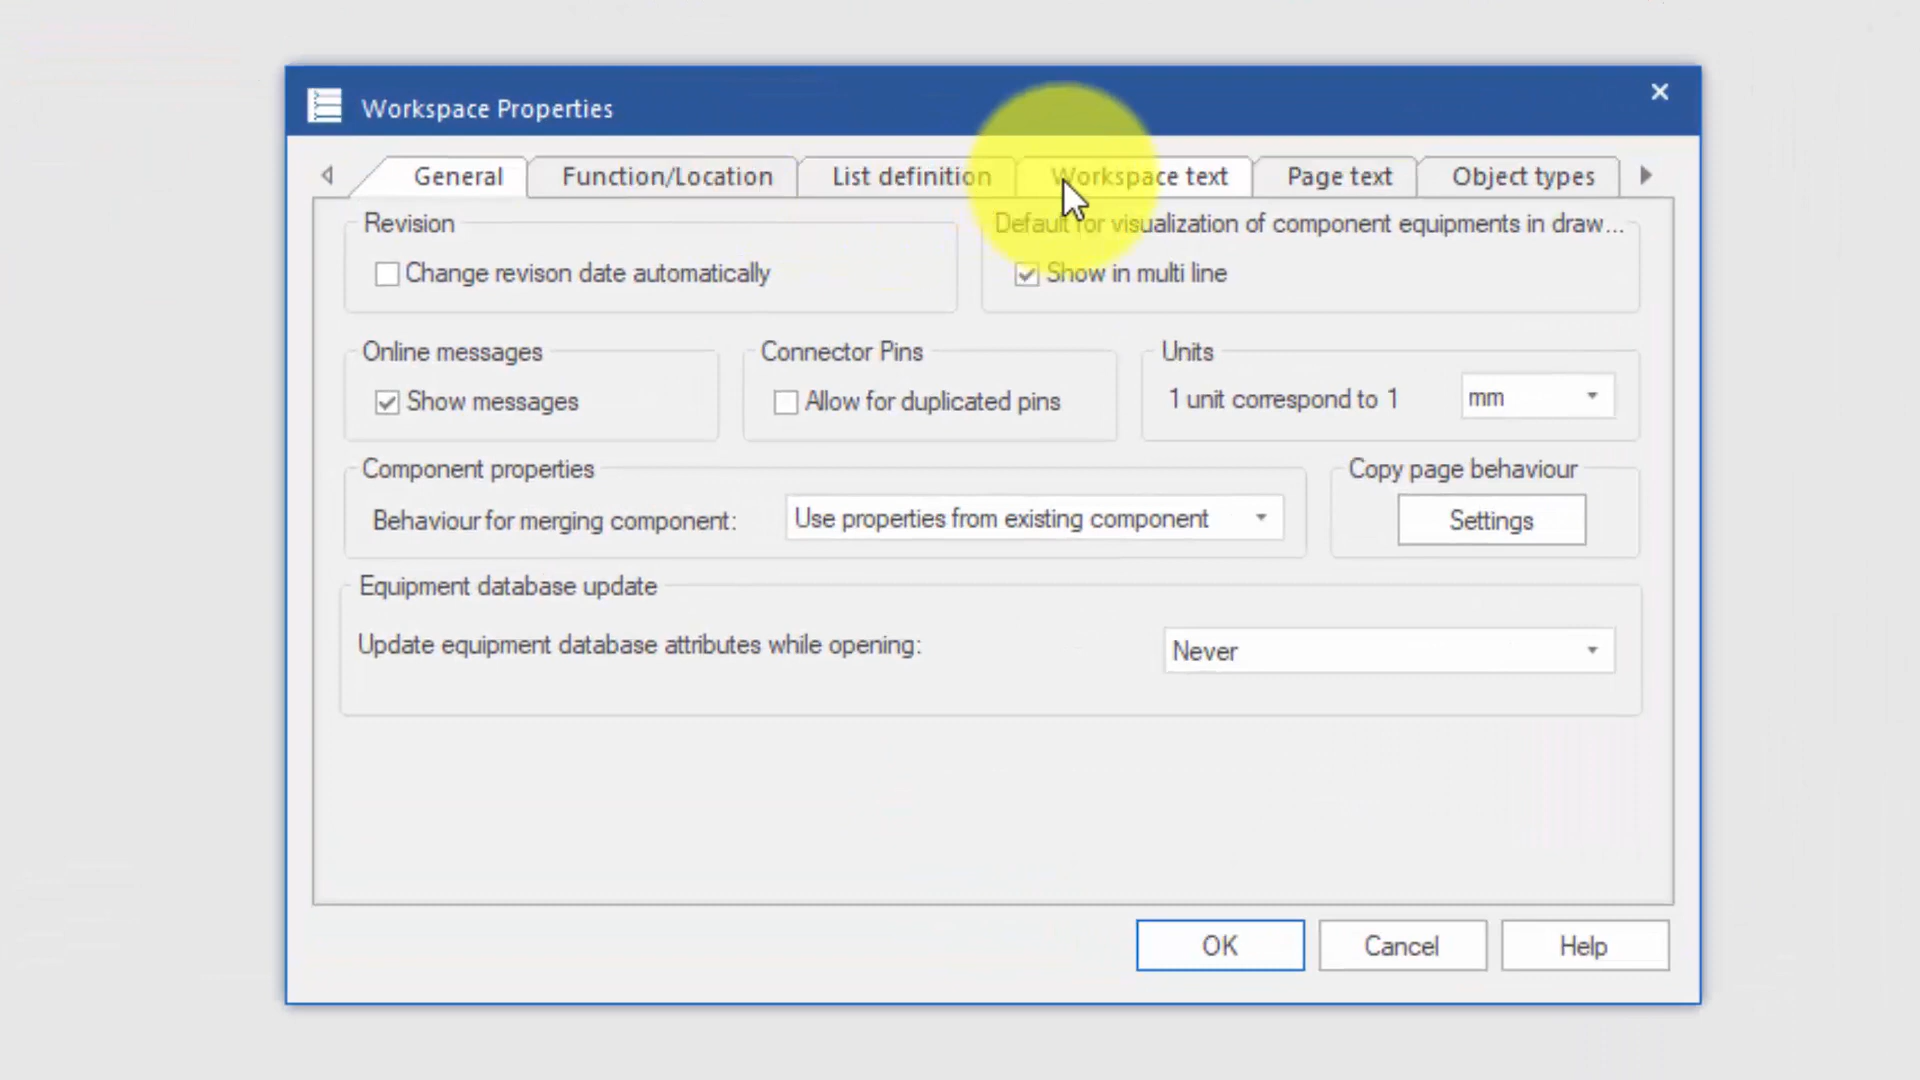 Workspace Properties
General Function/Location List definition Workspace text Page text Object types
Revision
Change revison date automatically
Default for visualization of component equipments in draw...
Show in multi line
Online messages
Show messages
Connector Pins
Allow for duplicated pins
Units
1 unit correspond to 1 mm
Component properties
Behaviour for merging component: Use properties from existing component
Copy page behaviour
Settings
Equipment database update
Update equipment database attributes while opening: Never
OK Cancel Help